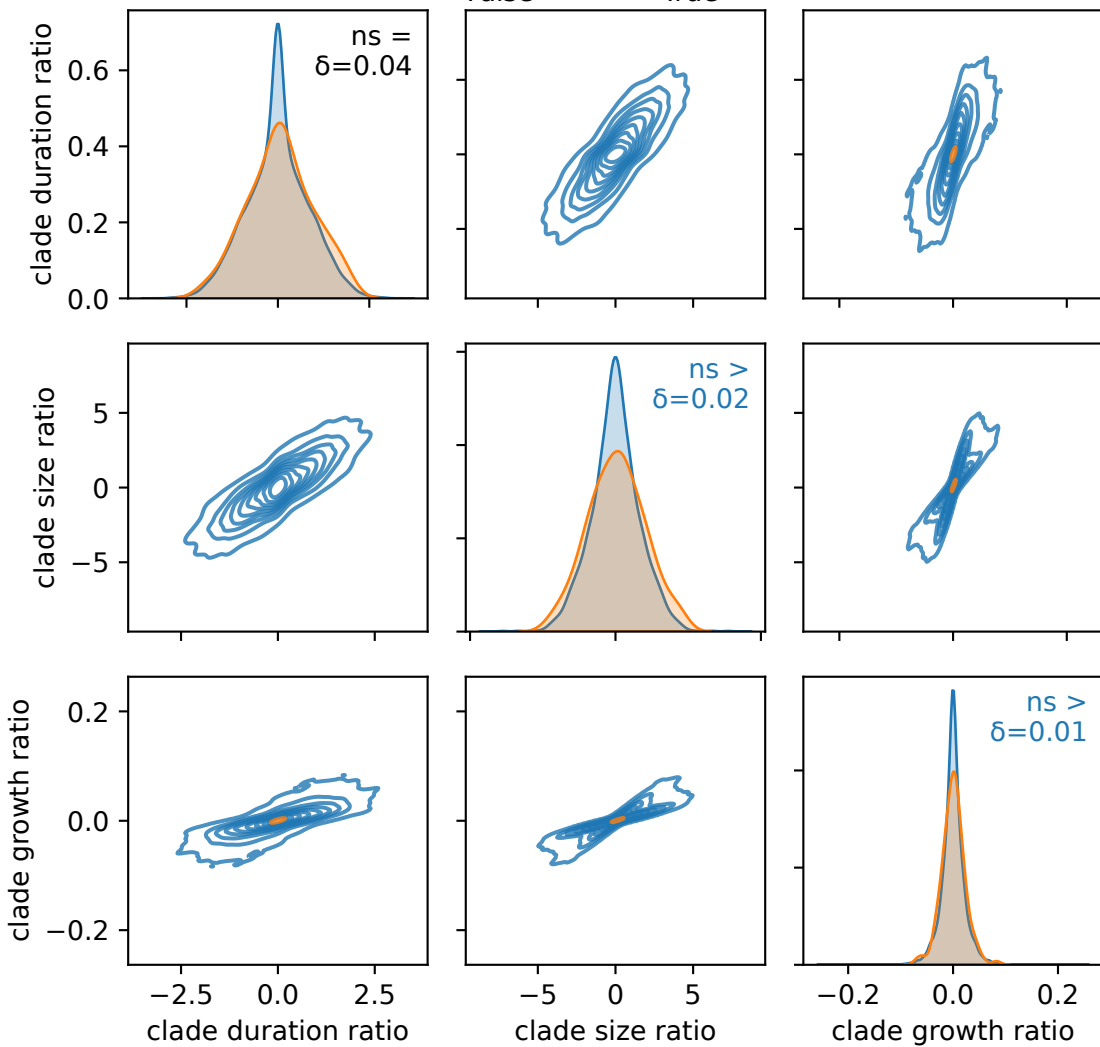 clade duration ratio
0.6
0.4
0.2
0.0
ns =
δ=0.04
clade size ratio
5
0
−5
ns >
δ=0.02
clade growth ratio
0.2
0.0
−0.2
ns >
δ=0.01
−2.5 0.0 2.5
−5 0 5
−0.2 0.0 0.2
clade duration ratio
clade size ratio
clade growth ratio